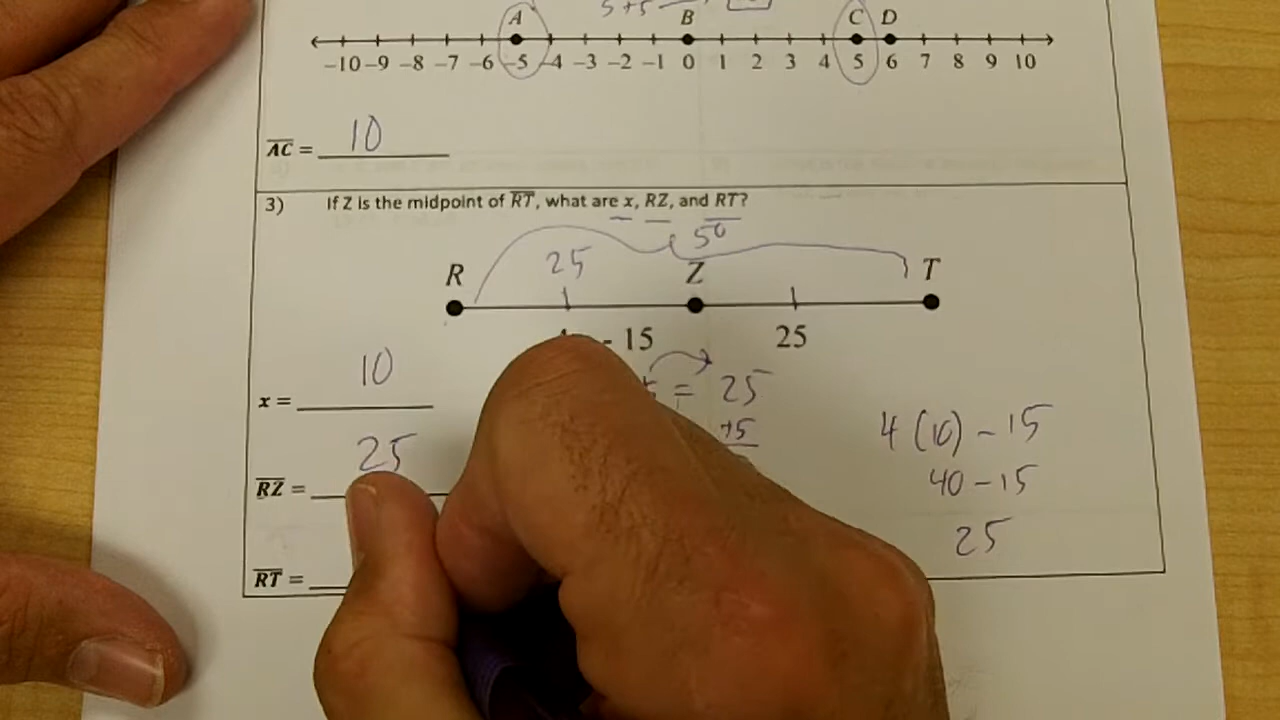 5+5
A B C D
-10 -9 -8 -7 -6 -5 -4 -3 -2 -1 0 1 2 3 4 5 6 7 8 9 10
AC = 10
3) If Z is the midpoint of RT, what are x, RZ, and RT?
50
25
R Z T
- 15 25
= 25
+5
x = 10
4(10) - 15
RZ = 25
40 - 15
25
RT =